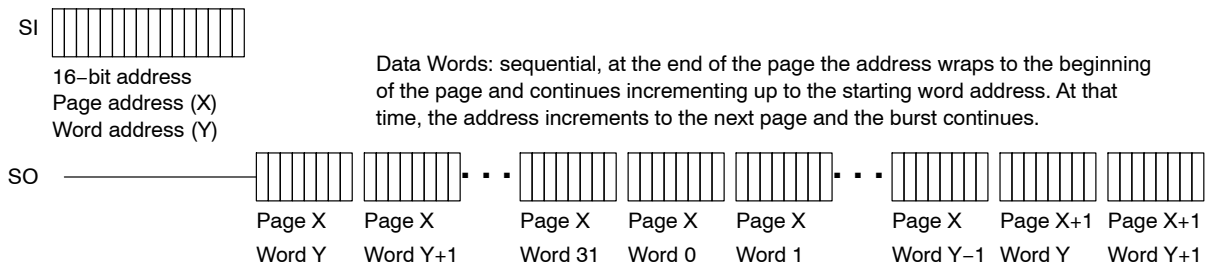 SI
16−bit address
Page address (X)
Word address (Y)
Data Words: sequential, at the end of the page the address wraps to the beginning
of the page and continues incrementing up to the starting word address. At that
time, the address increments to the next page and the burst continues.
SO
Page X Page X Page X Page X Page X Page X Page X+1 Page X+1
Word Y Word Y+1 Word 31 Word 0 Word 1 Word Y−1 Word Y Word Y+1